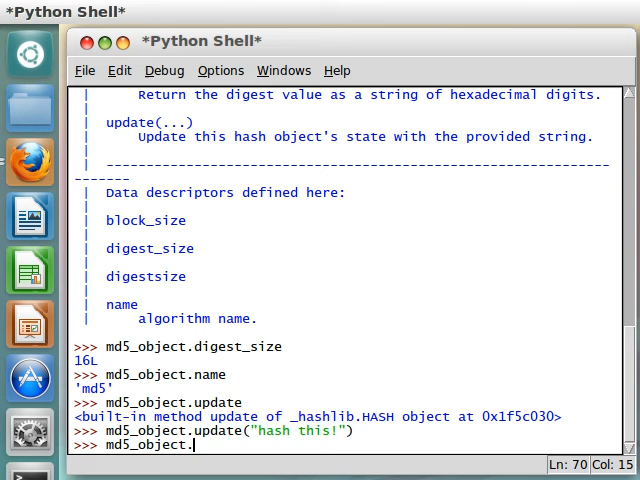 *Python Shell*
*Python Shell*
File Edit Debug Options Windows Help
| Return the digest value as a string of hexadecimal digits.
|
| update(...)
| Update this hash object's state with the provided string.
|
| ---------------------------------------------------------------
-------
| Data descriptors defined here:
|
| block_size
|
| digest_size
|
| digestsize
|
| name
| algorithm name.
>>> md5_object.digest_size
16L
>>> md5_object.name
'md5'
>>> md5_object.update
<built-in method update of _hashlib.HASH object at 0x1f5c030>
>>> md5_object.update("hash this!")
>>> md5_object.
Ln: 70 Col: 15